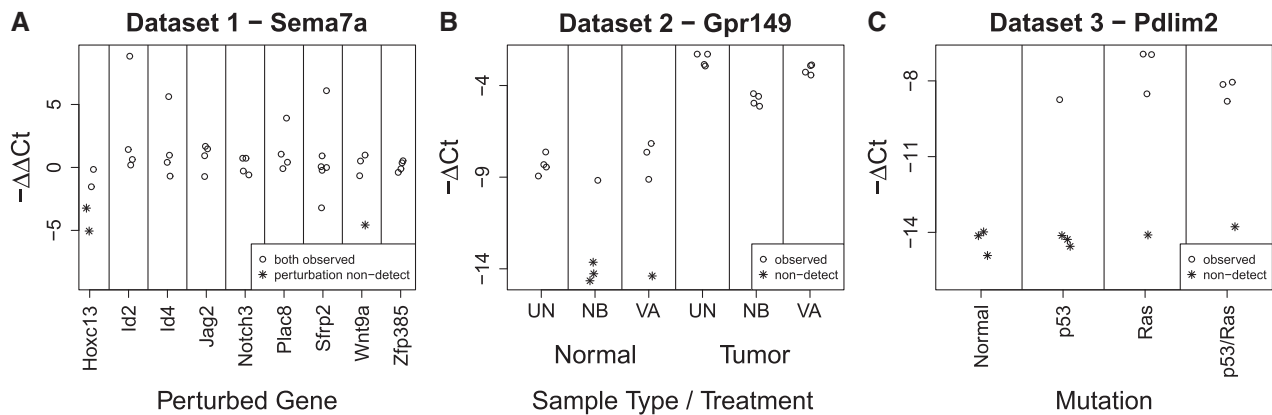 A Dataset 1 − Sema7a
−ΔΔCt
5
0
−5
both observed
perturbation non−detect
Hoxc13 Id2 Id4 Jag2 Notch3 Plac8 Sfrp2 Wnt9a Zfp385
Perturbed Gene
B Dataset 2 − Gpr149
−ΔCt
−4
−9
−14
observed
non−detect
UN NB VA UN NB VA
Normal Tumor
Sample Type / Treatment
C Dataset 3 − Pdlim2
−ΔCt
−8
−11
−14
observed
non−detect
Normal p53 Ras p53/Ras
Mutation